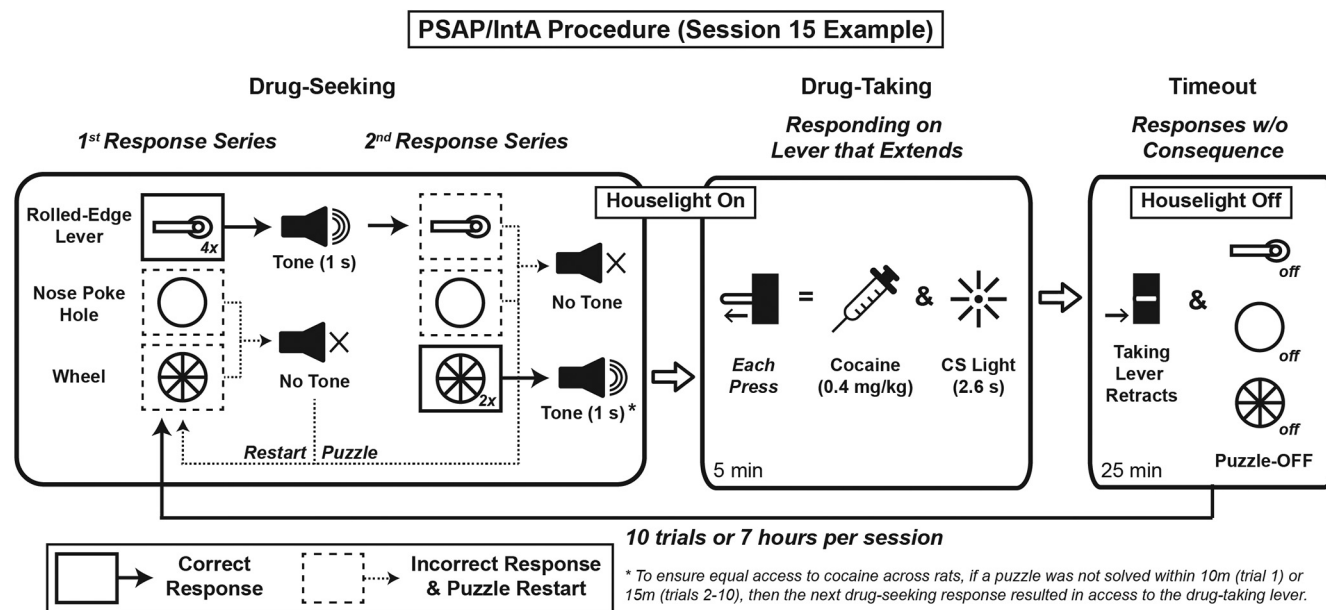 PSAP/IntA Procedure (Session 15 Example)
Drug-Seeking
1st Response Series
2nd Response Series
Rolled-Edge
Lever
4x
Tone (1 s)
No Tone
Nose Poke
Hole
No Tone
Wheel
2x
Tone (1 s)*
Restart Puzzle
Houselight On
Drug-Taking
Responding on
Lever that Extends
=
&
Each
Press
Cocaine
(0.4 mg/kg)
CS Light
(2.6 s)
5 min
Timeout
Responses w/o
Consequence
Houselight Off
&
off
off
off
Taking
Lever
Retracts
Puzzle-OFF
25 min
10 trials or 7 hours per session
Correct
Response
Incorrect Response
& Puzzle Restart
* To ensure equal access to cocaine across rats, if a puzzle was not solved within 10m (trial 1) or
15m (trials 2-10), then the next drug-seeking response resulted in access to the drug-taking lever.